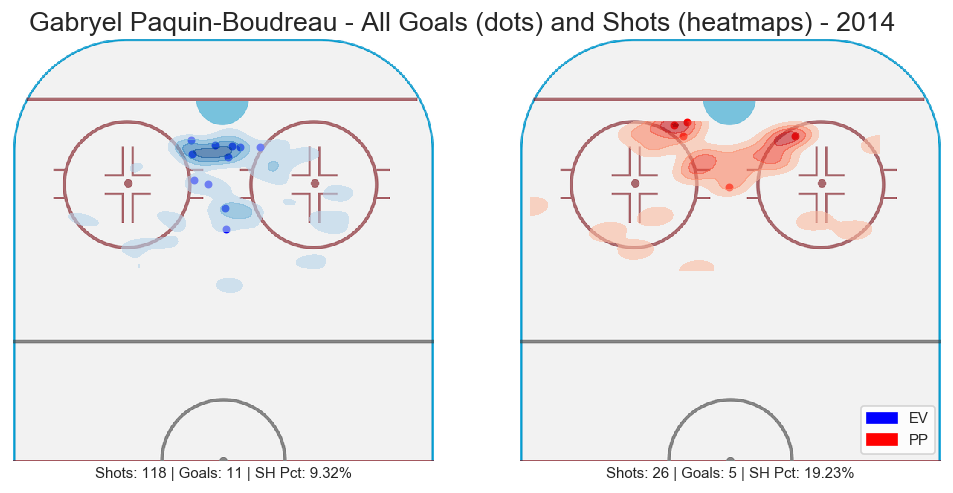 Gabryel Paquin-Boudreau - All Goals (dots) and Shots (heatmaps) - 2014
EV
PP
Shots: 118 | Goals: 11 | SH Pct: 9.32%
Shots: 26 | Goals: 5 | SH Pct: 19.23%